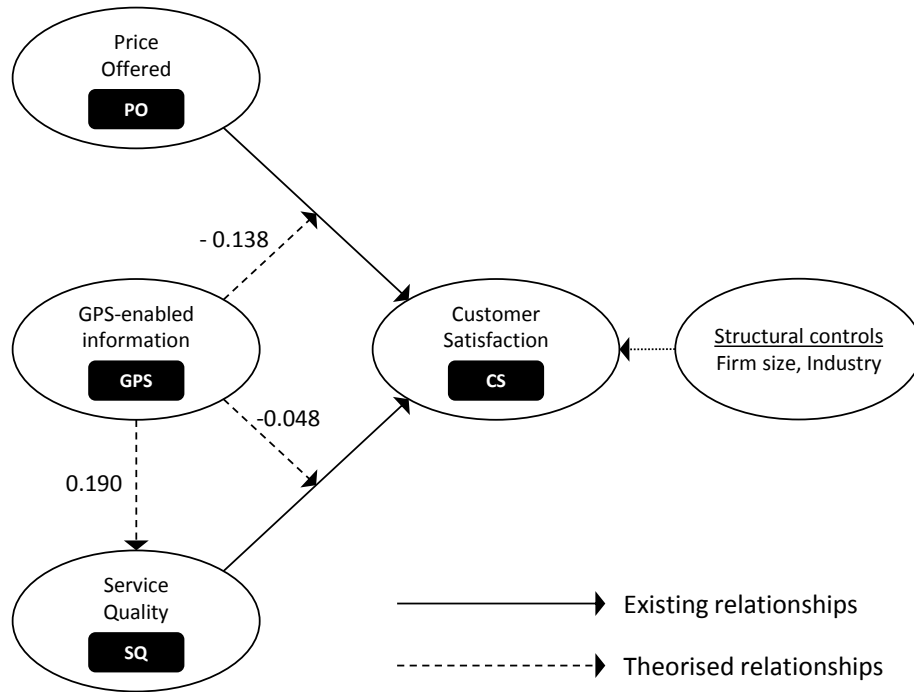 Price
Offered
PO
- 0.138
GPS-enabled
information
GPS
Customer
Satisfaction
CS
Structural controls
Firm size, Industry
-0.048
0.190
Service
Quality
SQ
Existing relationships
Theorised relationships